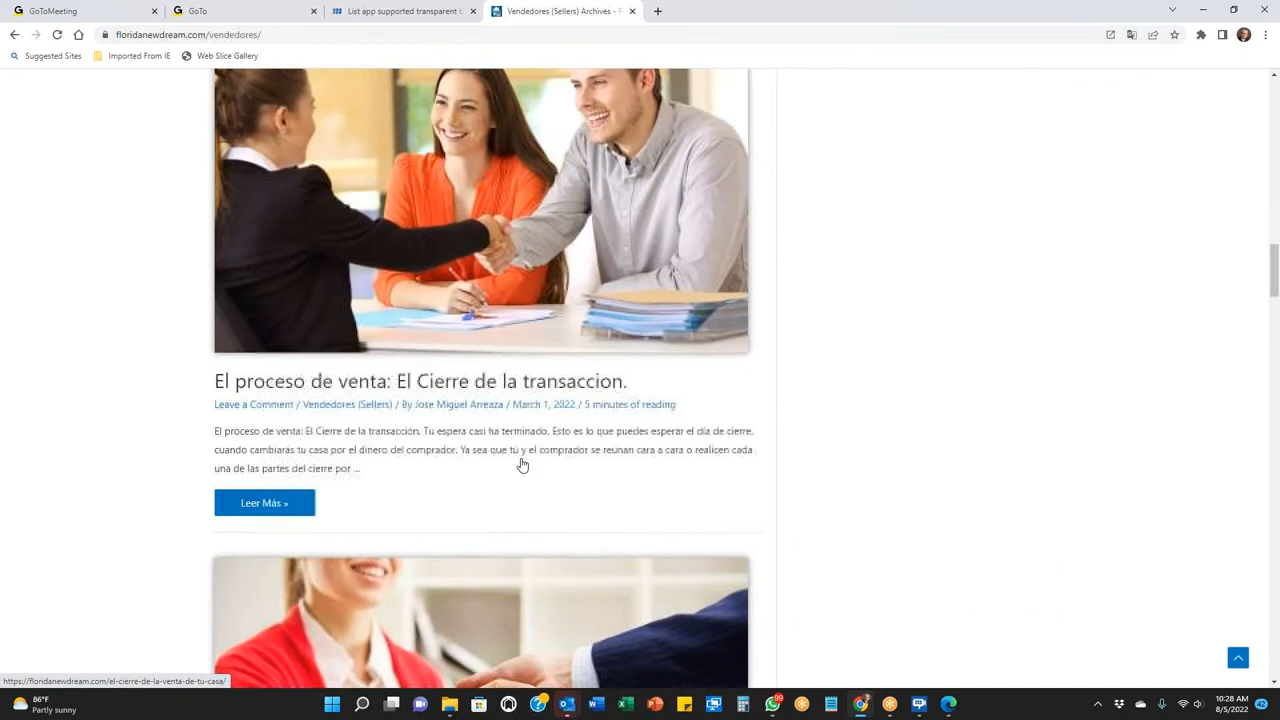 GoToMeeting
GoTo
List app supported transparent b
Vendedores (Sellers) Archives - F
floridanewdream.com/vendedores/
Suggested Sites
Imported From IE
Web Slice Gallery
El proceso de venta: El Cierre de la transaccion.
Leave a Comment / Vendedores (Sellers) / By Jose Miguel Arreaza / March 1, 2022 / 5 minutes of reading
El proceso de venta: El Cierre de la transacción. Tu espera casi ha terminado. Esto es lo que puedes esperar el día de cierre,
cuando cambiarás tu casa por el dinero del comprador. Ya sea que tú y el comprador se reúnan cara a cara o realicen cada
una de las partes del cierre por ...
Leer Más »
https://floridanewdream.com/el-cierre-de-la-venta-de-tu-casa/
86°F
Partly sunny
99
10:28 AM
8/5/2022